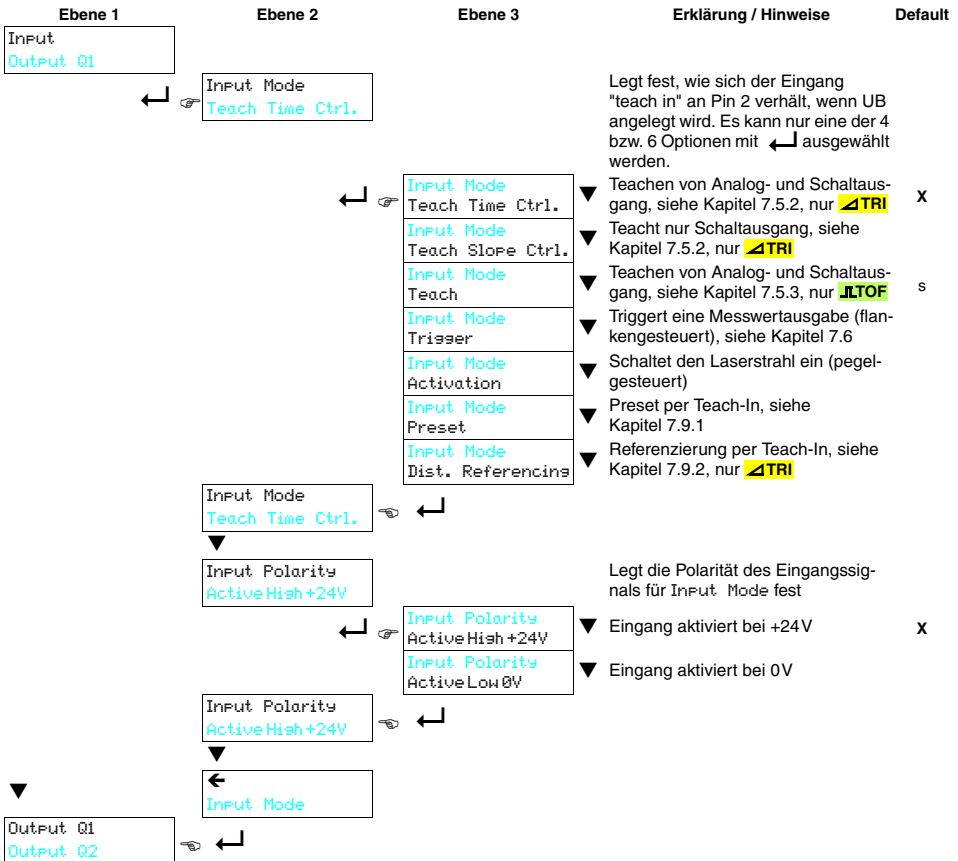 Ebene 1 Ebene 2 Ebene 3 Erklärung / Hinweise Default
Input
Output Q1
Input Mode
Teach Time Ctrl.
Legt fest, wie sich der Eingang
"teach in" an Pin 2 verhält, wenn UB
angelegt wird. Es kann nur eine der 4
bzw. 6 Optionen mit ↵ ausgewählt
werden.
Input Mode
Teach Time Ctrl.
▼ Teachen von Analog- und Schaltaus-
gang, siehe Kapitel 7.5.2, nur TRI
X
Input Mode
Teach Slope Ctrl.
▼ Teacht nur Schaltausgang, siehe
Kapitel 7.5.2, nur TRI
Input Mode
Teach
▼ Teachen von Analog- und Schaltaus-
gang, siehe Kapitel 7.5.3, nur TOF
s
Input Mode
Trigger
▼ Triggert eine Messwertausgabe (flan-
kengesteuert), siehe Kapitel 7.6
Input Mode
Activation
▼ Schaltet den Laserstrahl ein (pegel-
gesteuert)
Input Mode
Preset
▼ Preset per Teach-In, siehe
Kapitel 7.9.1
Input Mode
Dist. Referencing
▼ Referenzierung per Teach-In, siehe
Kapitel 7.9.2, nur TRI
Input Mode
Teach Time Ctrl.
▼
Input Polarity
Active High +24V
Legt die Polarität des Eingangssig-
nals für Input Mode fest
Input Polarity
Active High +24V
▼ Eingang aktiviert bei +24V
X
Input Polarity
Active Low 0V
▼ Eingang aktiviert bei 0V
Input Polarity
Active High +24V
▼
←
Input Mode
▼
Output Q1
Output Q2